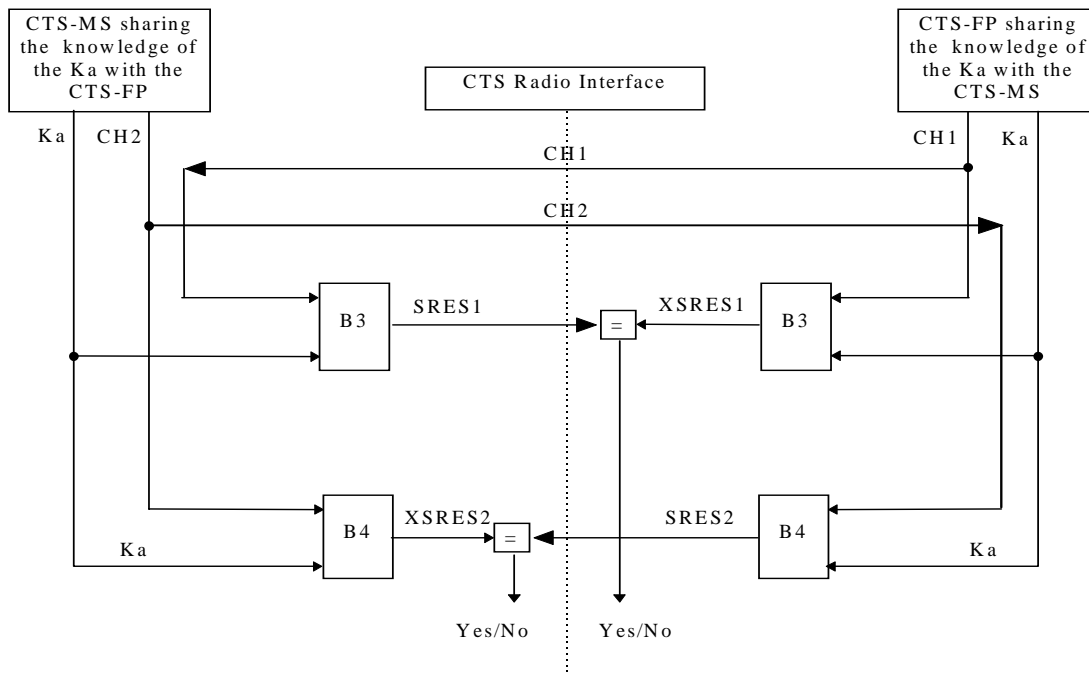 CTS-MS sharing
the knowledge of
the Ka with the
CTS-FP
CTS Radio Interface
CTS-FP sharing
the knowledge of
the Ka with the
CTS-MS
Ka
CH2
CH1
Ka
CH1
CH2
B3
SRES1
=
XSRES1
B3
Ka
B4
XSRES2
=
SRES2
B4
Ka
Yes/No
Yes/No